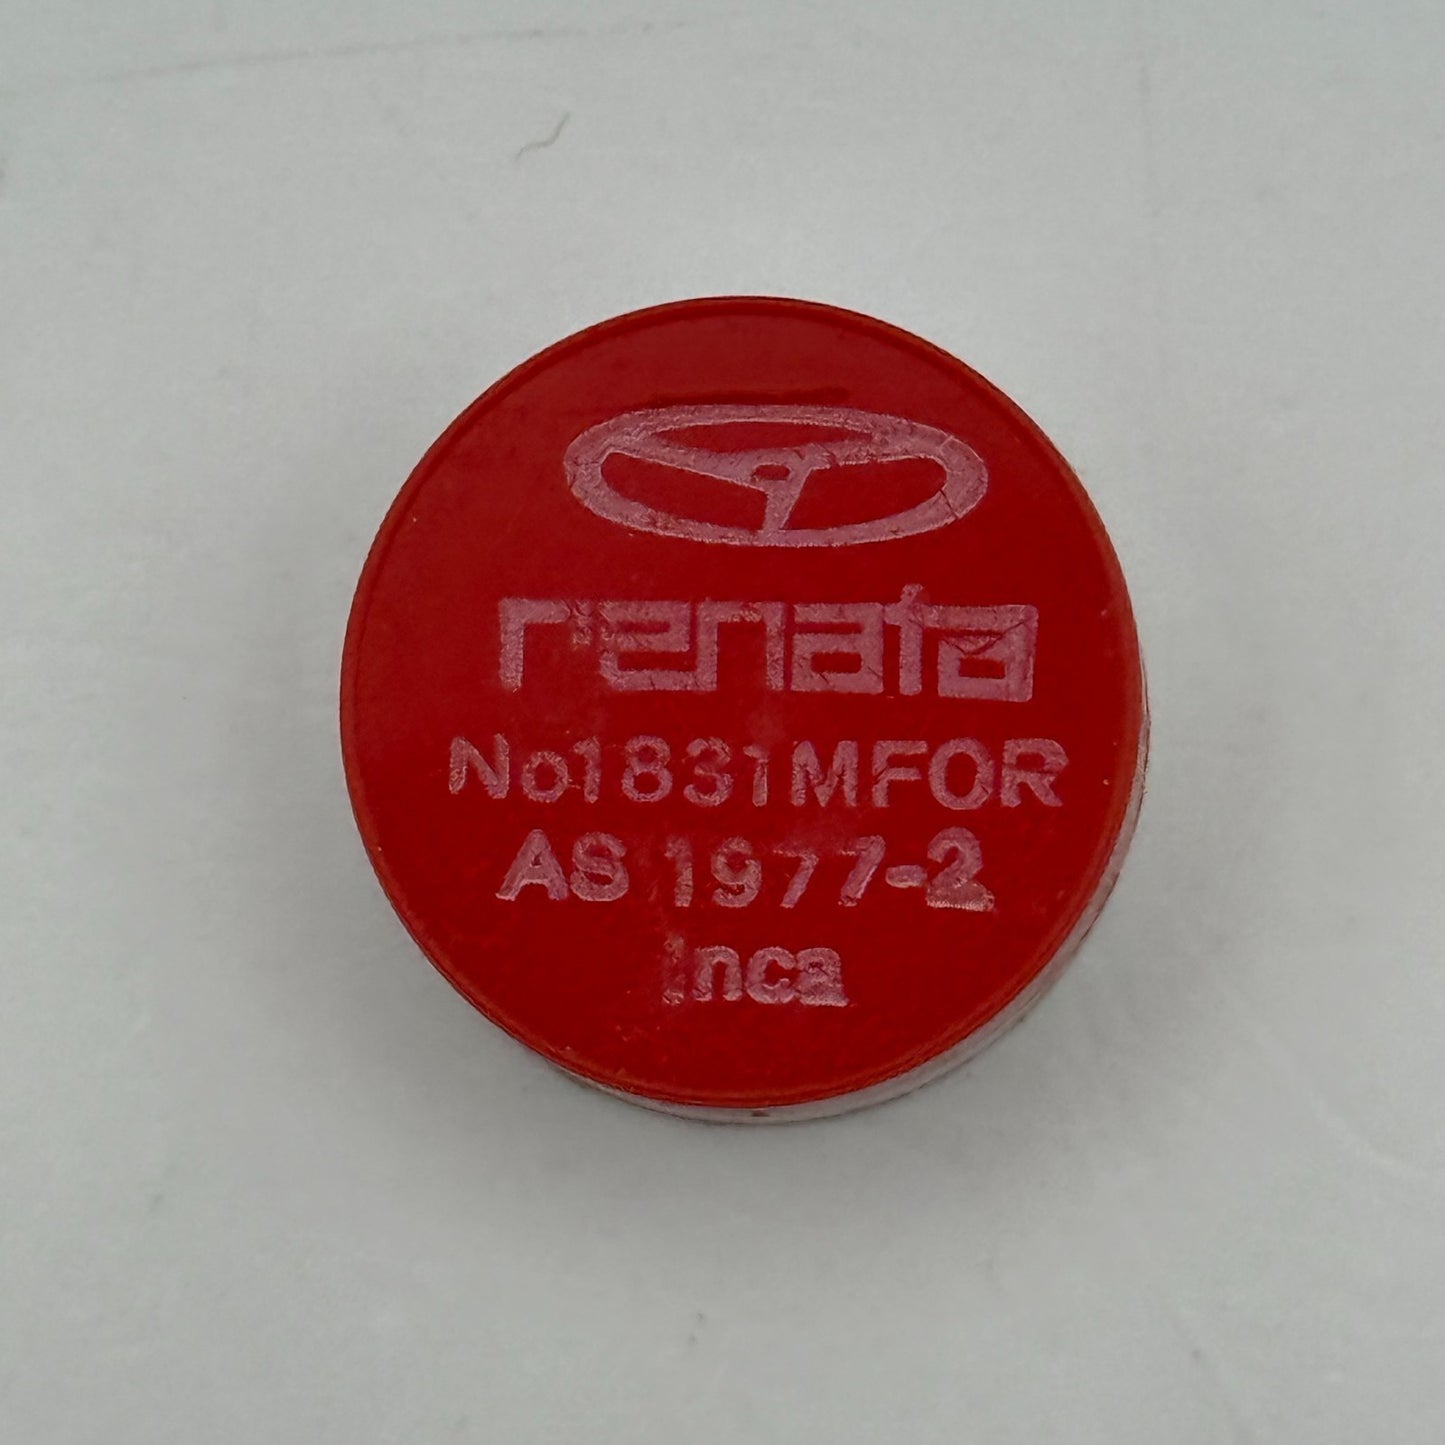 renata
No1831MFOR
AS 1977-2
Inca